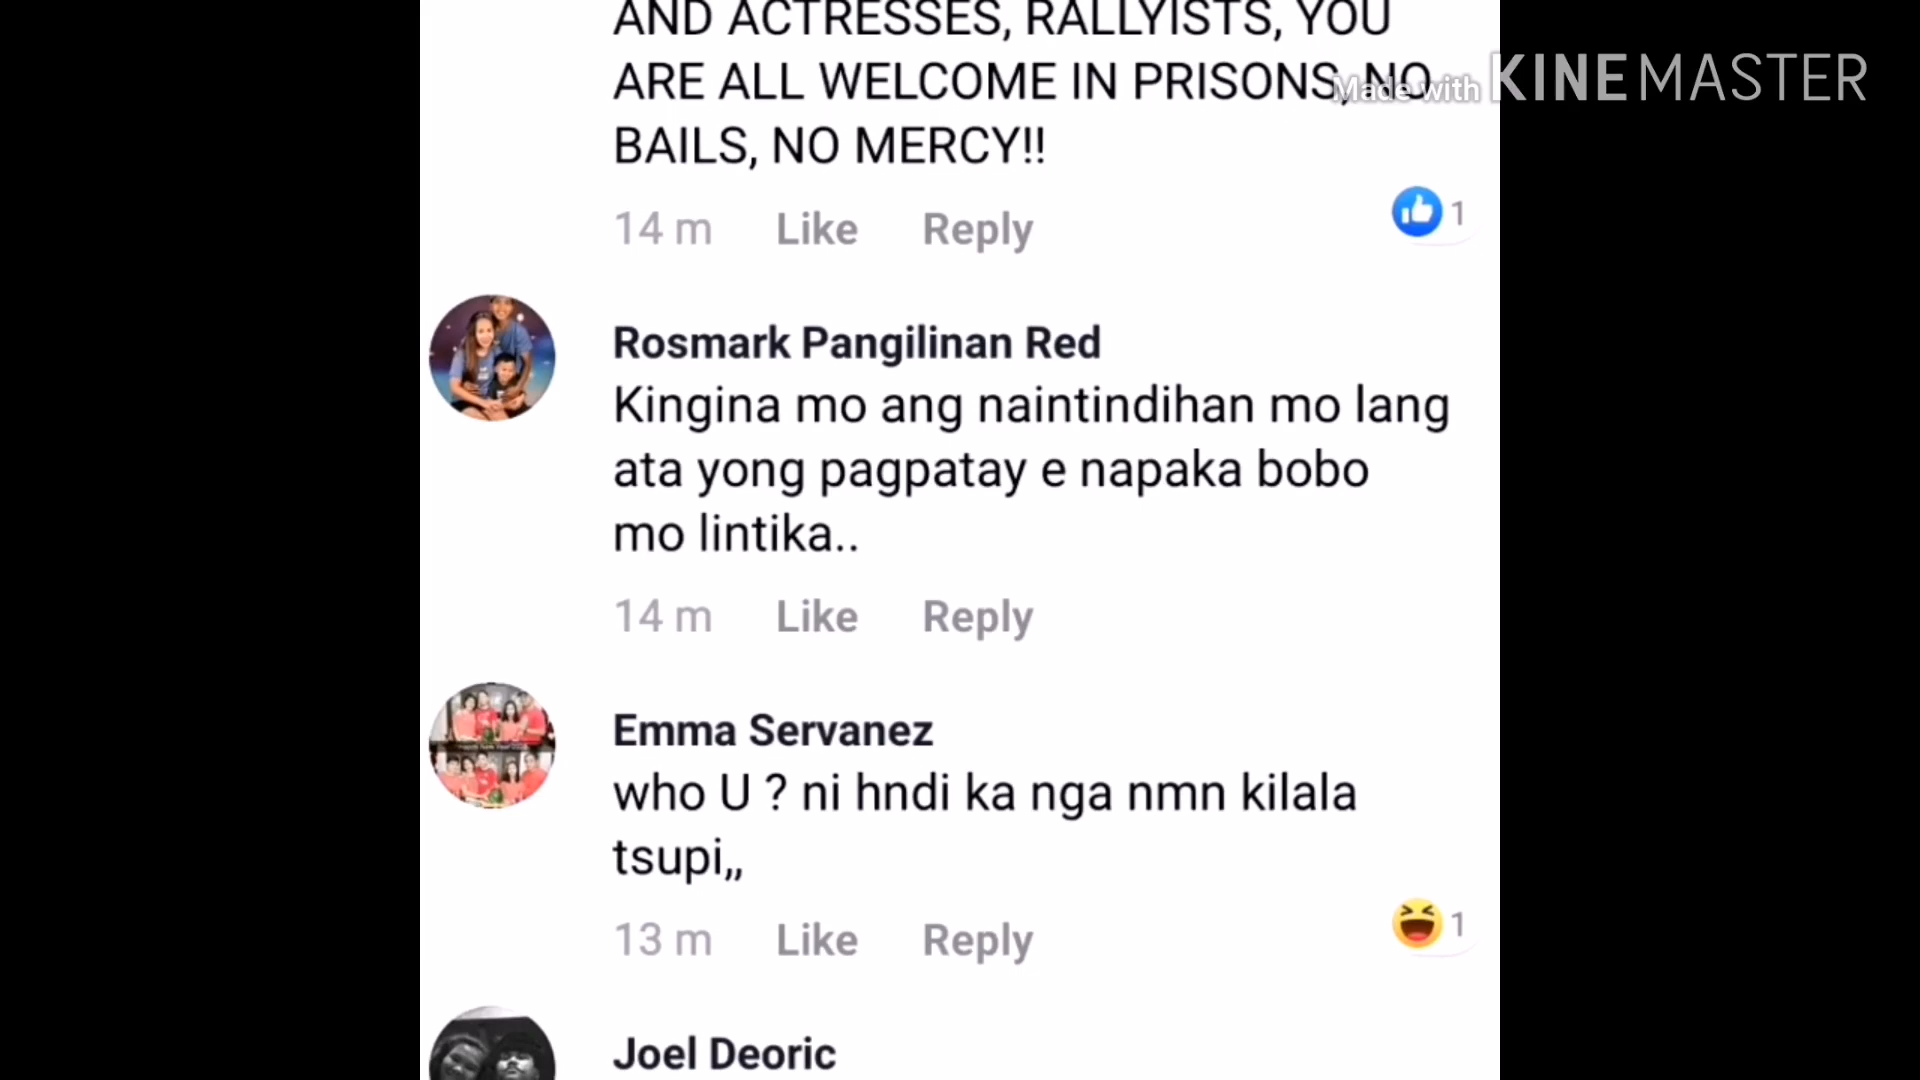 AND ACTRESSES, RALLYISTS, YOU
ARE ALL WELCOME IN PRISONS, NO
Made with KINEMASTER
BAILS, NO MERCY!!
14 m Like Reply 1
Rosmark Pangilinan Red
Kingina mo ang naintindihan mo lang
ata yong pagpatay e napaka bobo
mo lintika..
14 m Like Reply
Emma Servanez
who U ? ni hndi ka nga nmn kilala
tsupi,,
13 m Like Reply 1
Joel Deoric